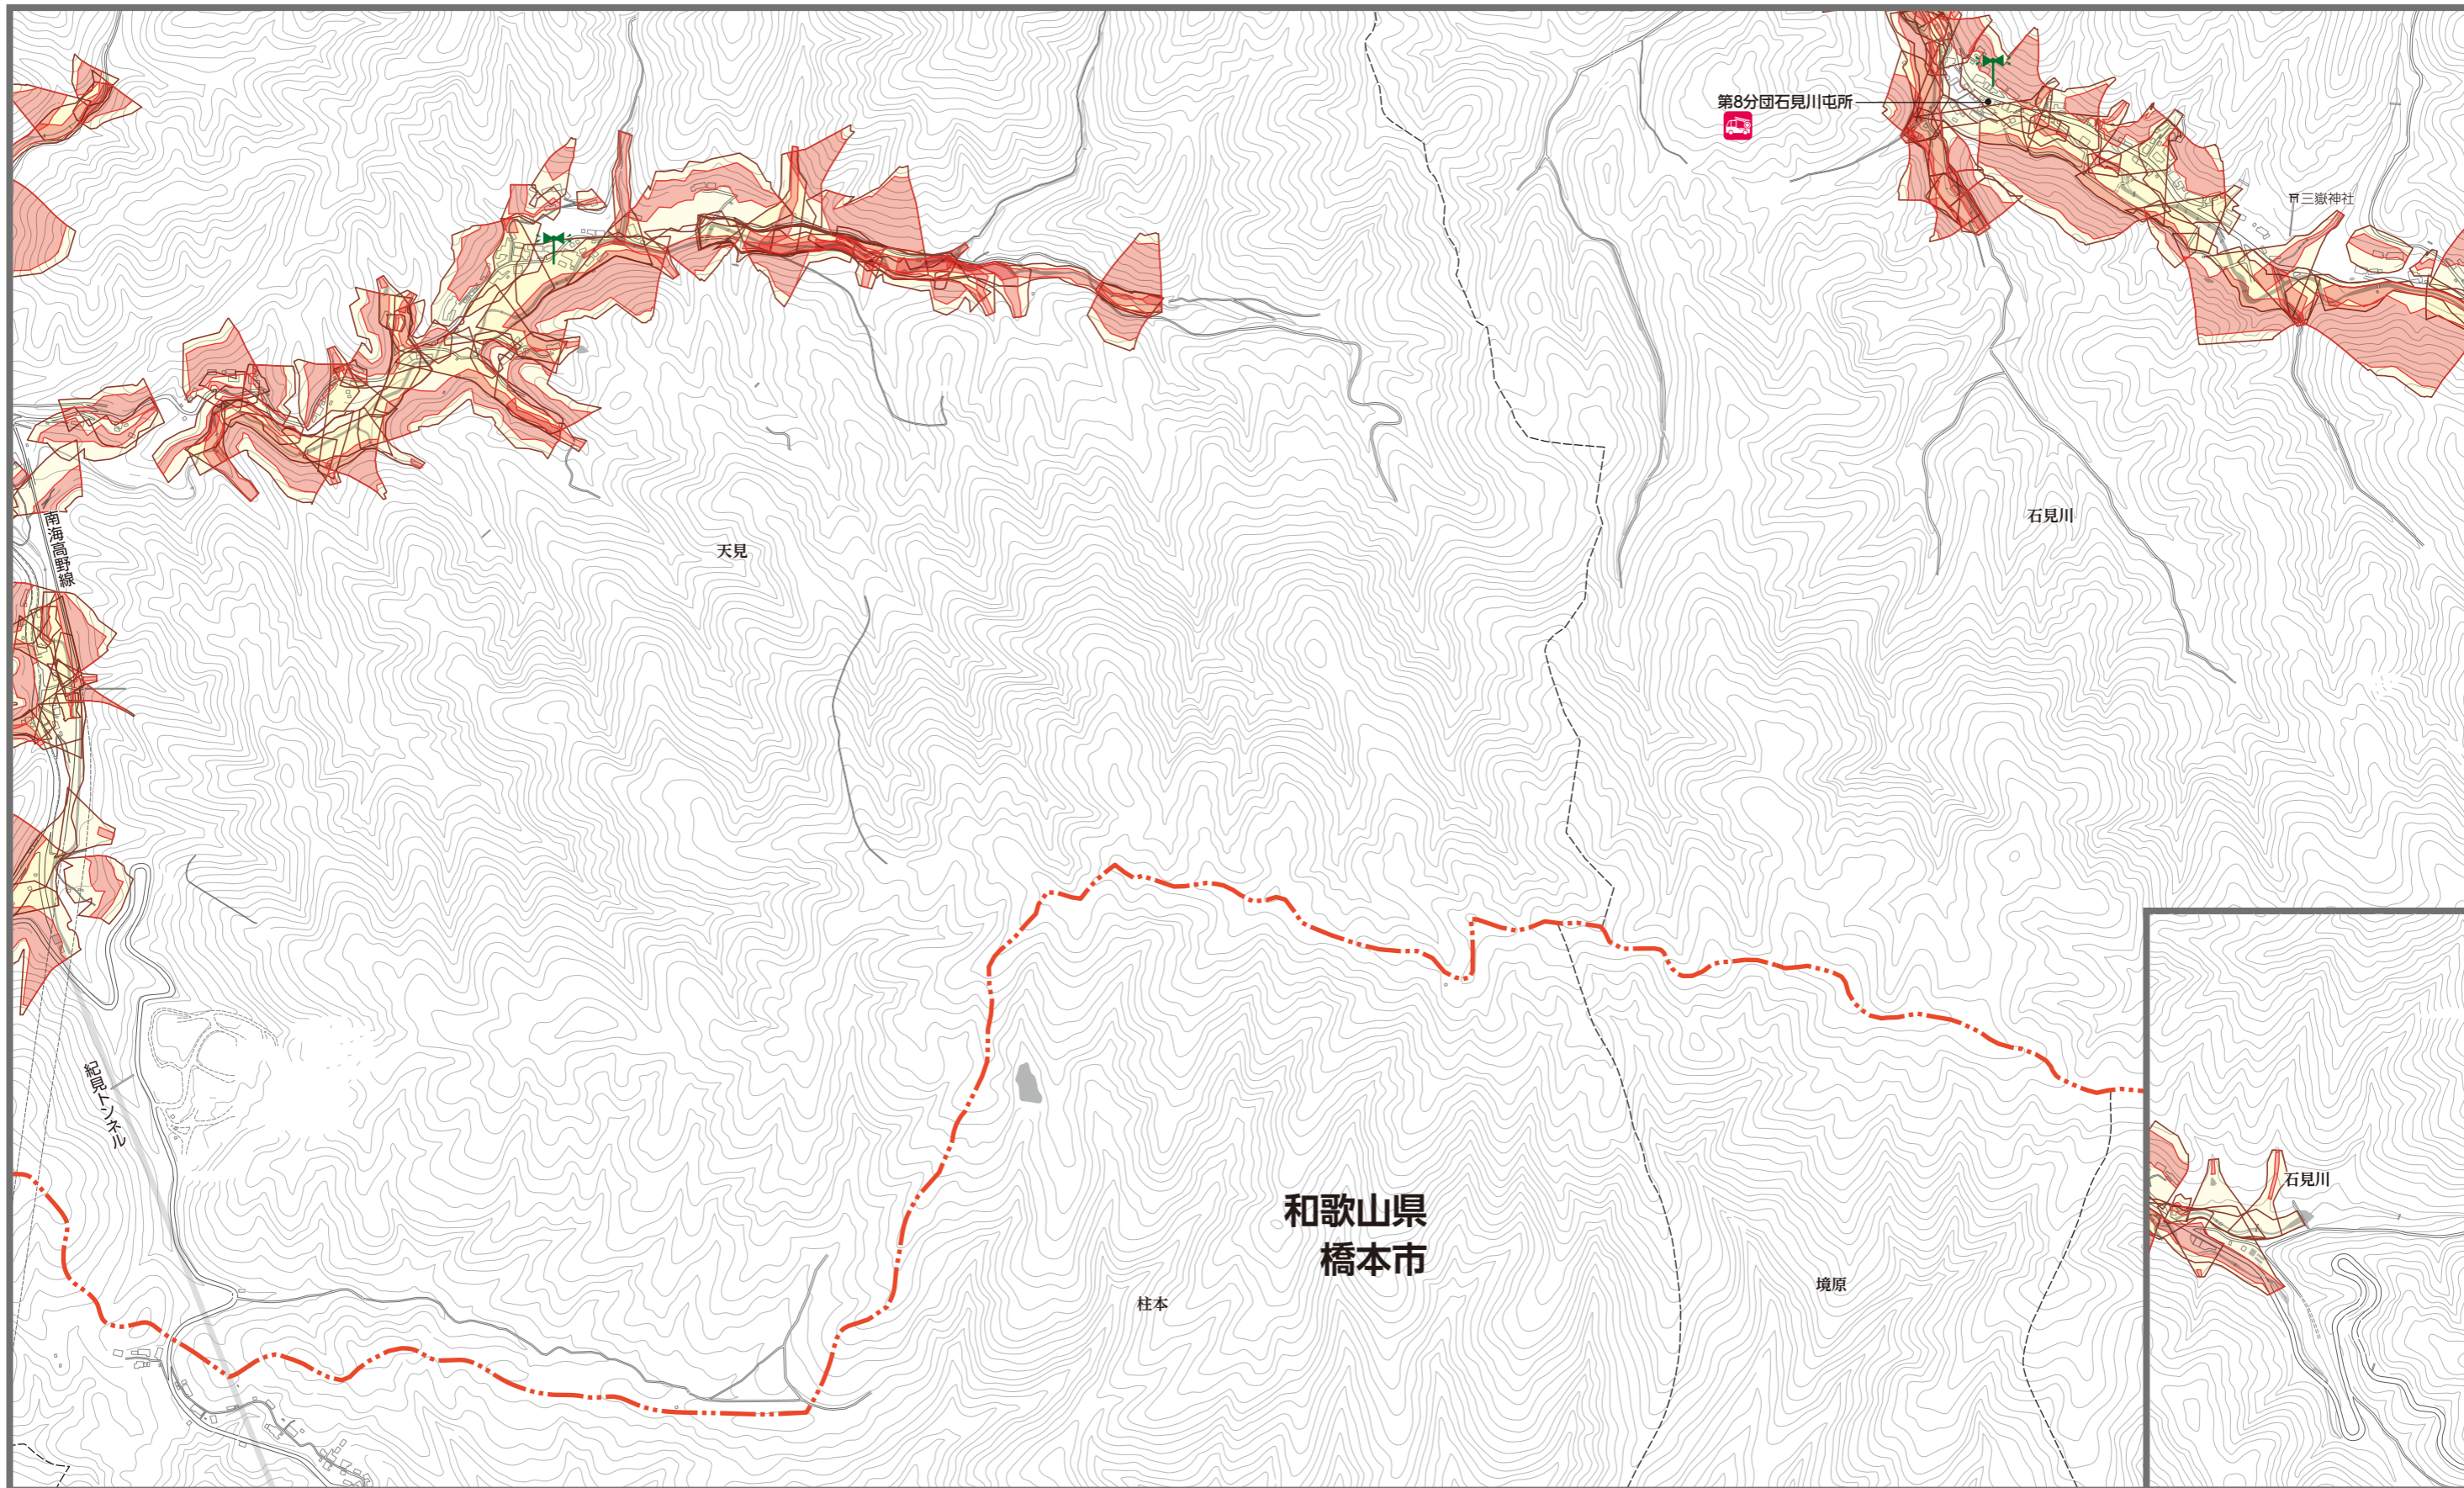 第8分団石見川屯所
三嶽神社
南海高野線
石見川
天見
紀見トンネル
石見川
和歌山県
橋本市
境原
柱本